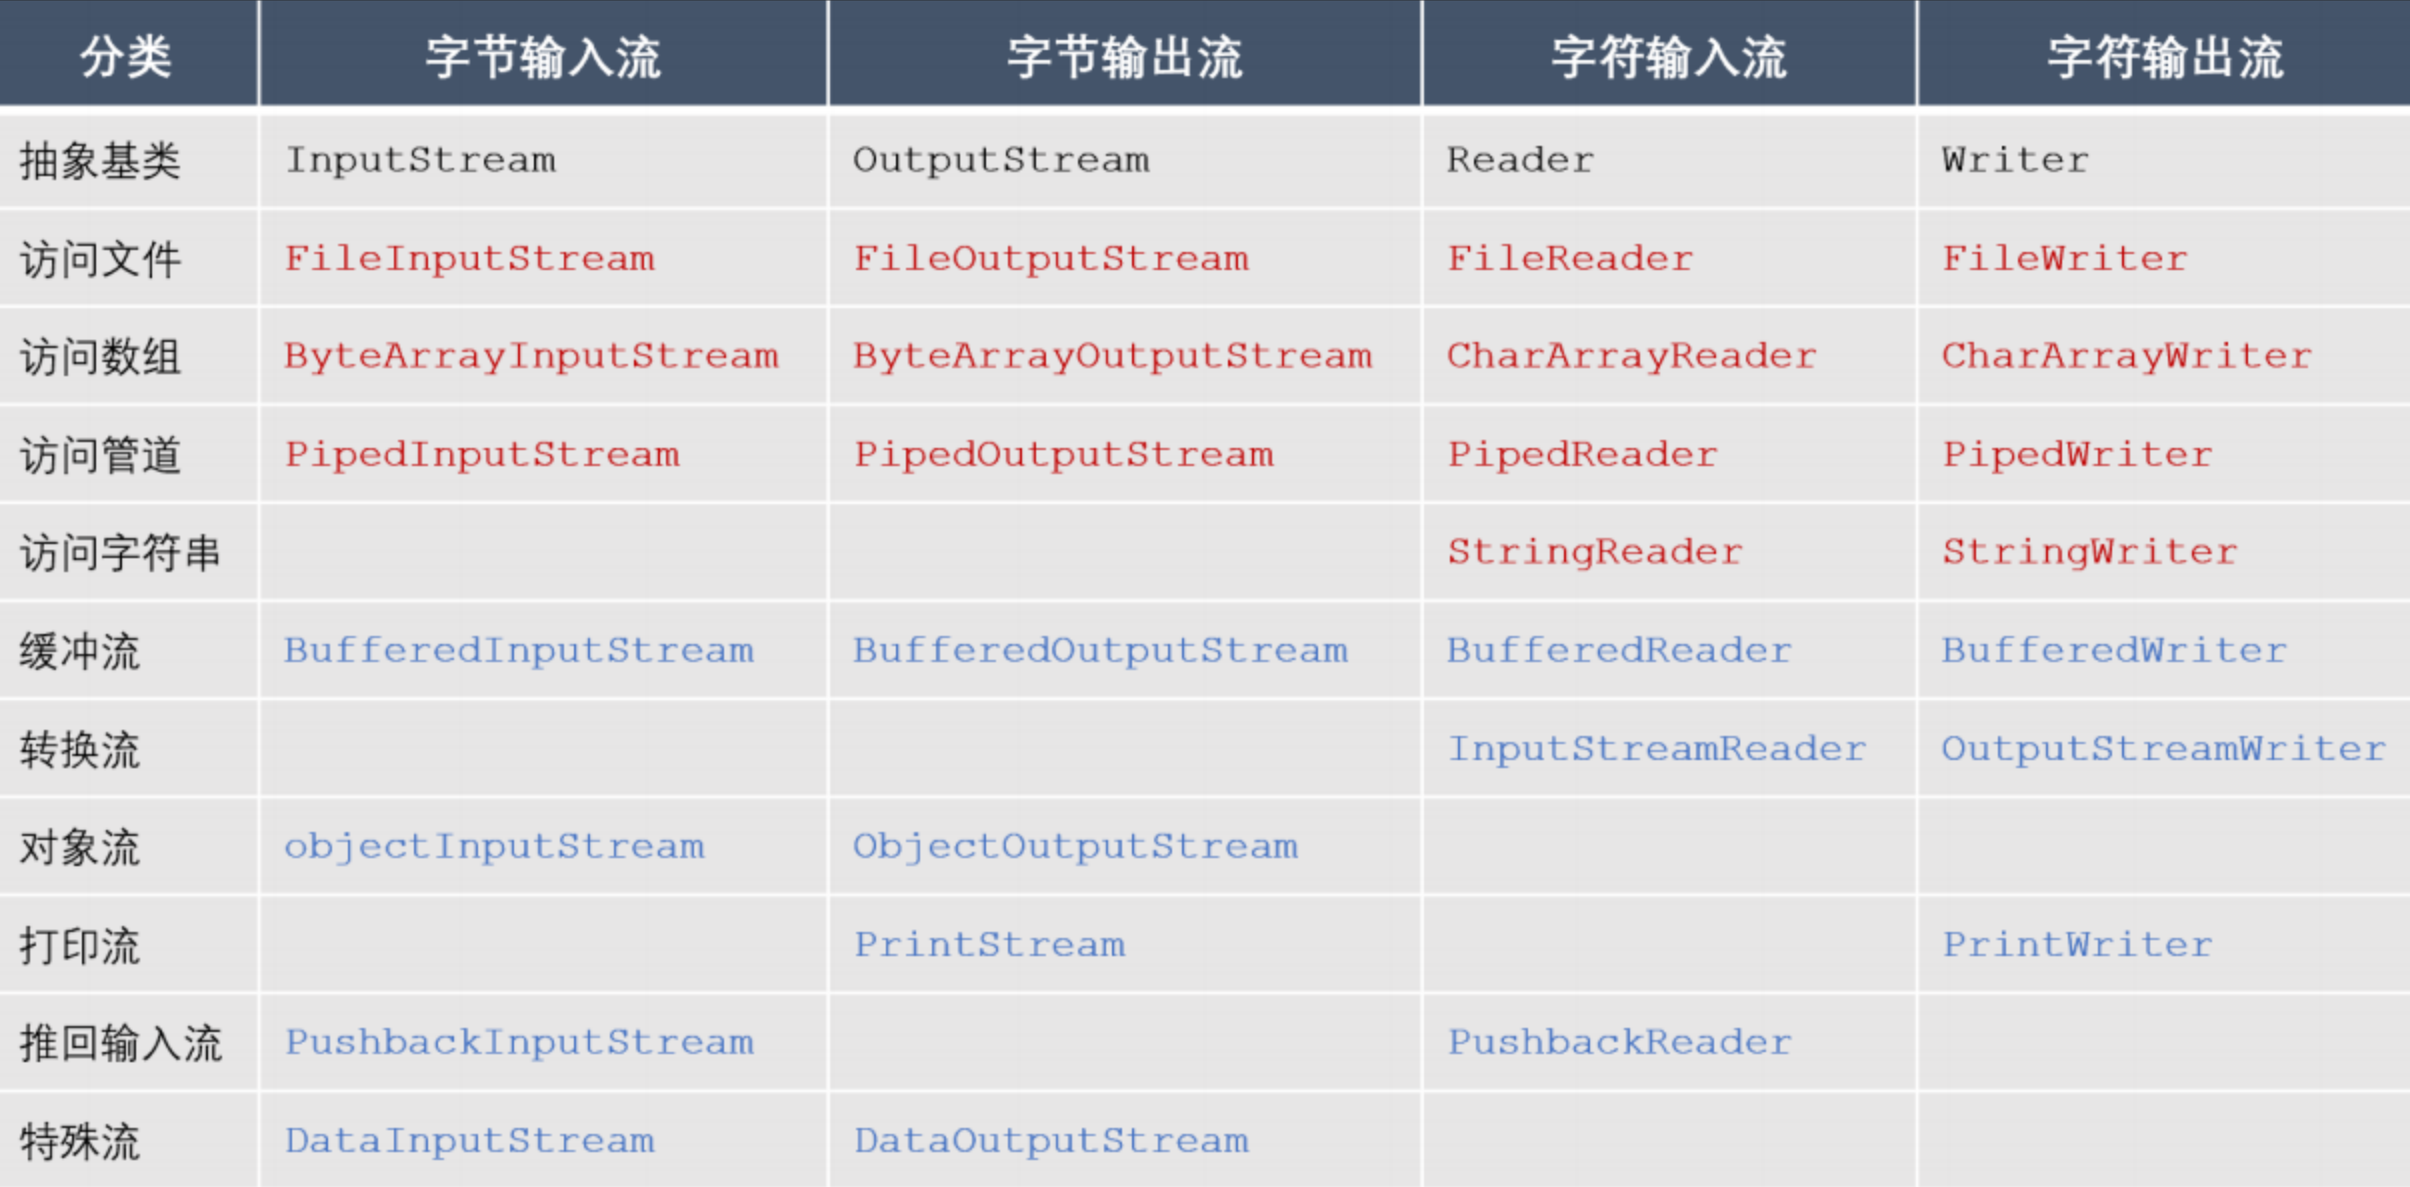 分类 字节输入流 字节输出流 字符输入流 字符输出流
抽象基类 InputStream OutputStream Reader Writer
访问文件 FileInputStream FileOutputStream FileReader FileWriter
访问数组 ByteArrayInputStream ByteArrayOutputStream CharArrayReader CharArrayWriter
访问管道 PipedInputStream PipedOutputStream PipedReader PipedWriter
访问字符串 StringReader StringWriter
缓冲流 BufferedInputStream BufferedOutputStream BufferedReader BufferedWriter
转换流 InputStreamReader OutputStreamWriter
对象流 objectInputStream ObjectOutputStream
打印流 PrintStream PrintWriter
推回输入流 PushbackInputStream PushbackReader
特殊流 DataInputStream DataOutputStream